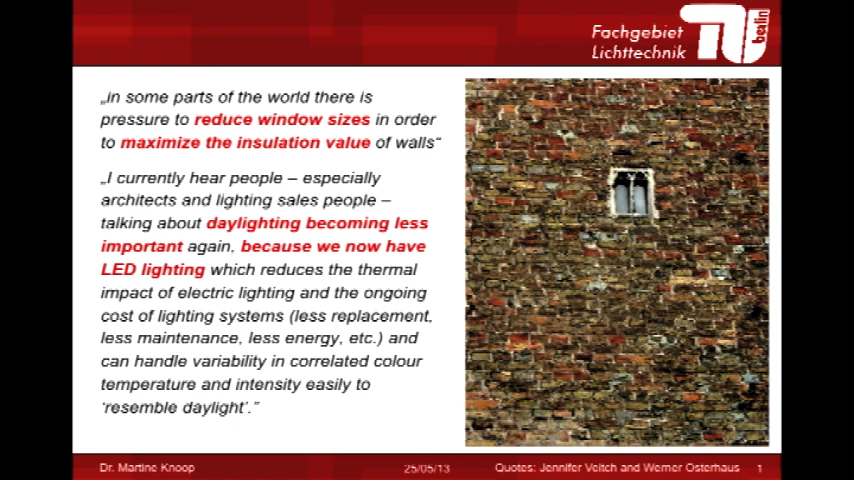 Fachgebiet
Lichttechnik
berlin
„in some parts of the world there is
pressure to reduce window sizes in order
to maximize the insulation value of walls“
„I currently hear people – especially
architects and lighting sales people –
talking about daylighting becoming less
important again, because we now have
LED lighting which reduces the thermal
impact of electric lighting and the ongoing
cost of lighting systems (less replacement,
less maintenance, less energy, etc.) and
can handle variability in correlated colour
temperature and intensity easily to
‘resemble daylight’.”
Dr. Martine Knoop 25/05/13 Quotes: Jennifer Veitch and Werner Osterhaus 1